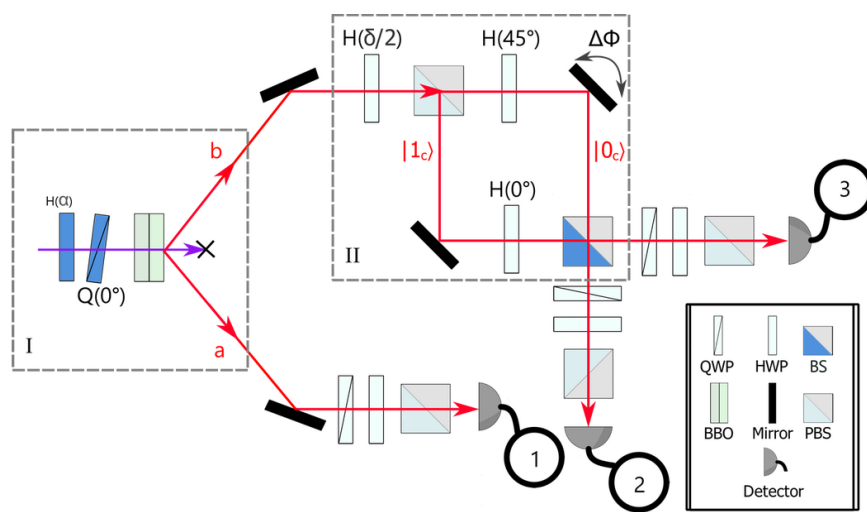 H(δ/2)
H(45°)
ΔΦ
b
|1c⟩
|0c⟩
H(α)
3
H(0°)
Q(0°)
II
I
a
QWP
HWP
BS
BBO
Mirror
PBS
1
2
Detector